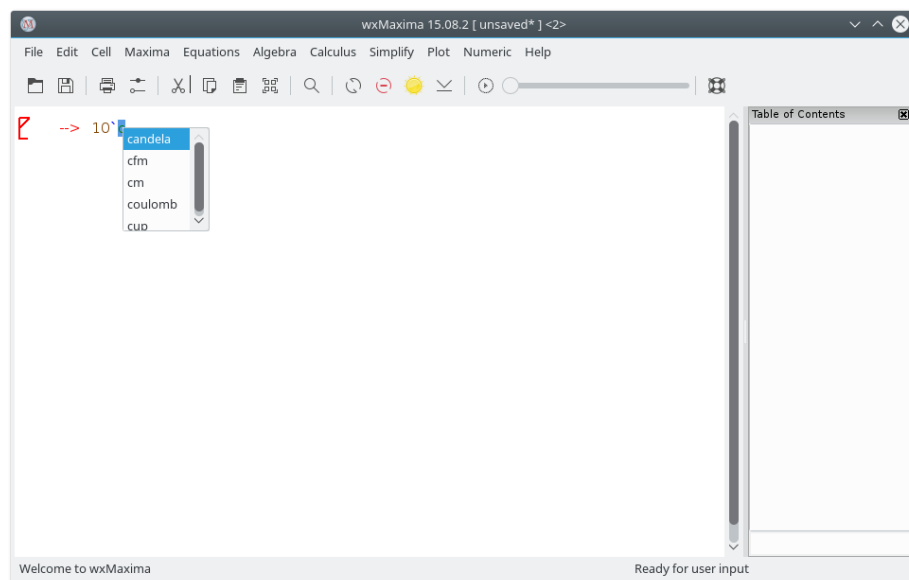 wxMaxima 15.08.2 [ unsaved* ] <2>
File Edit Cell Maxima Equations Algebra Calculus Simplify Plot Numeric Help
Table of Contents
--> 10`c
candela
cfm
cm
coulomb
cup
Welcome to wxMaxima
Ready for user input